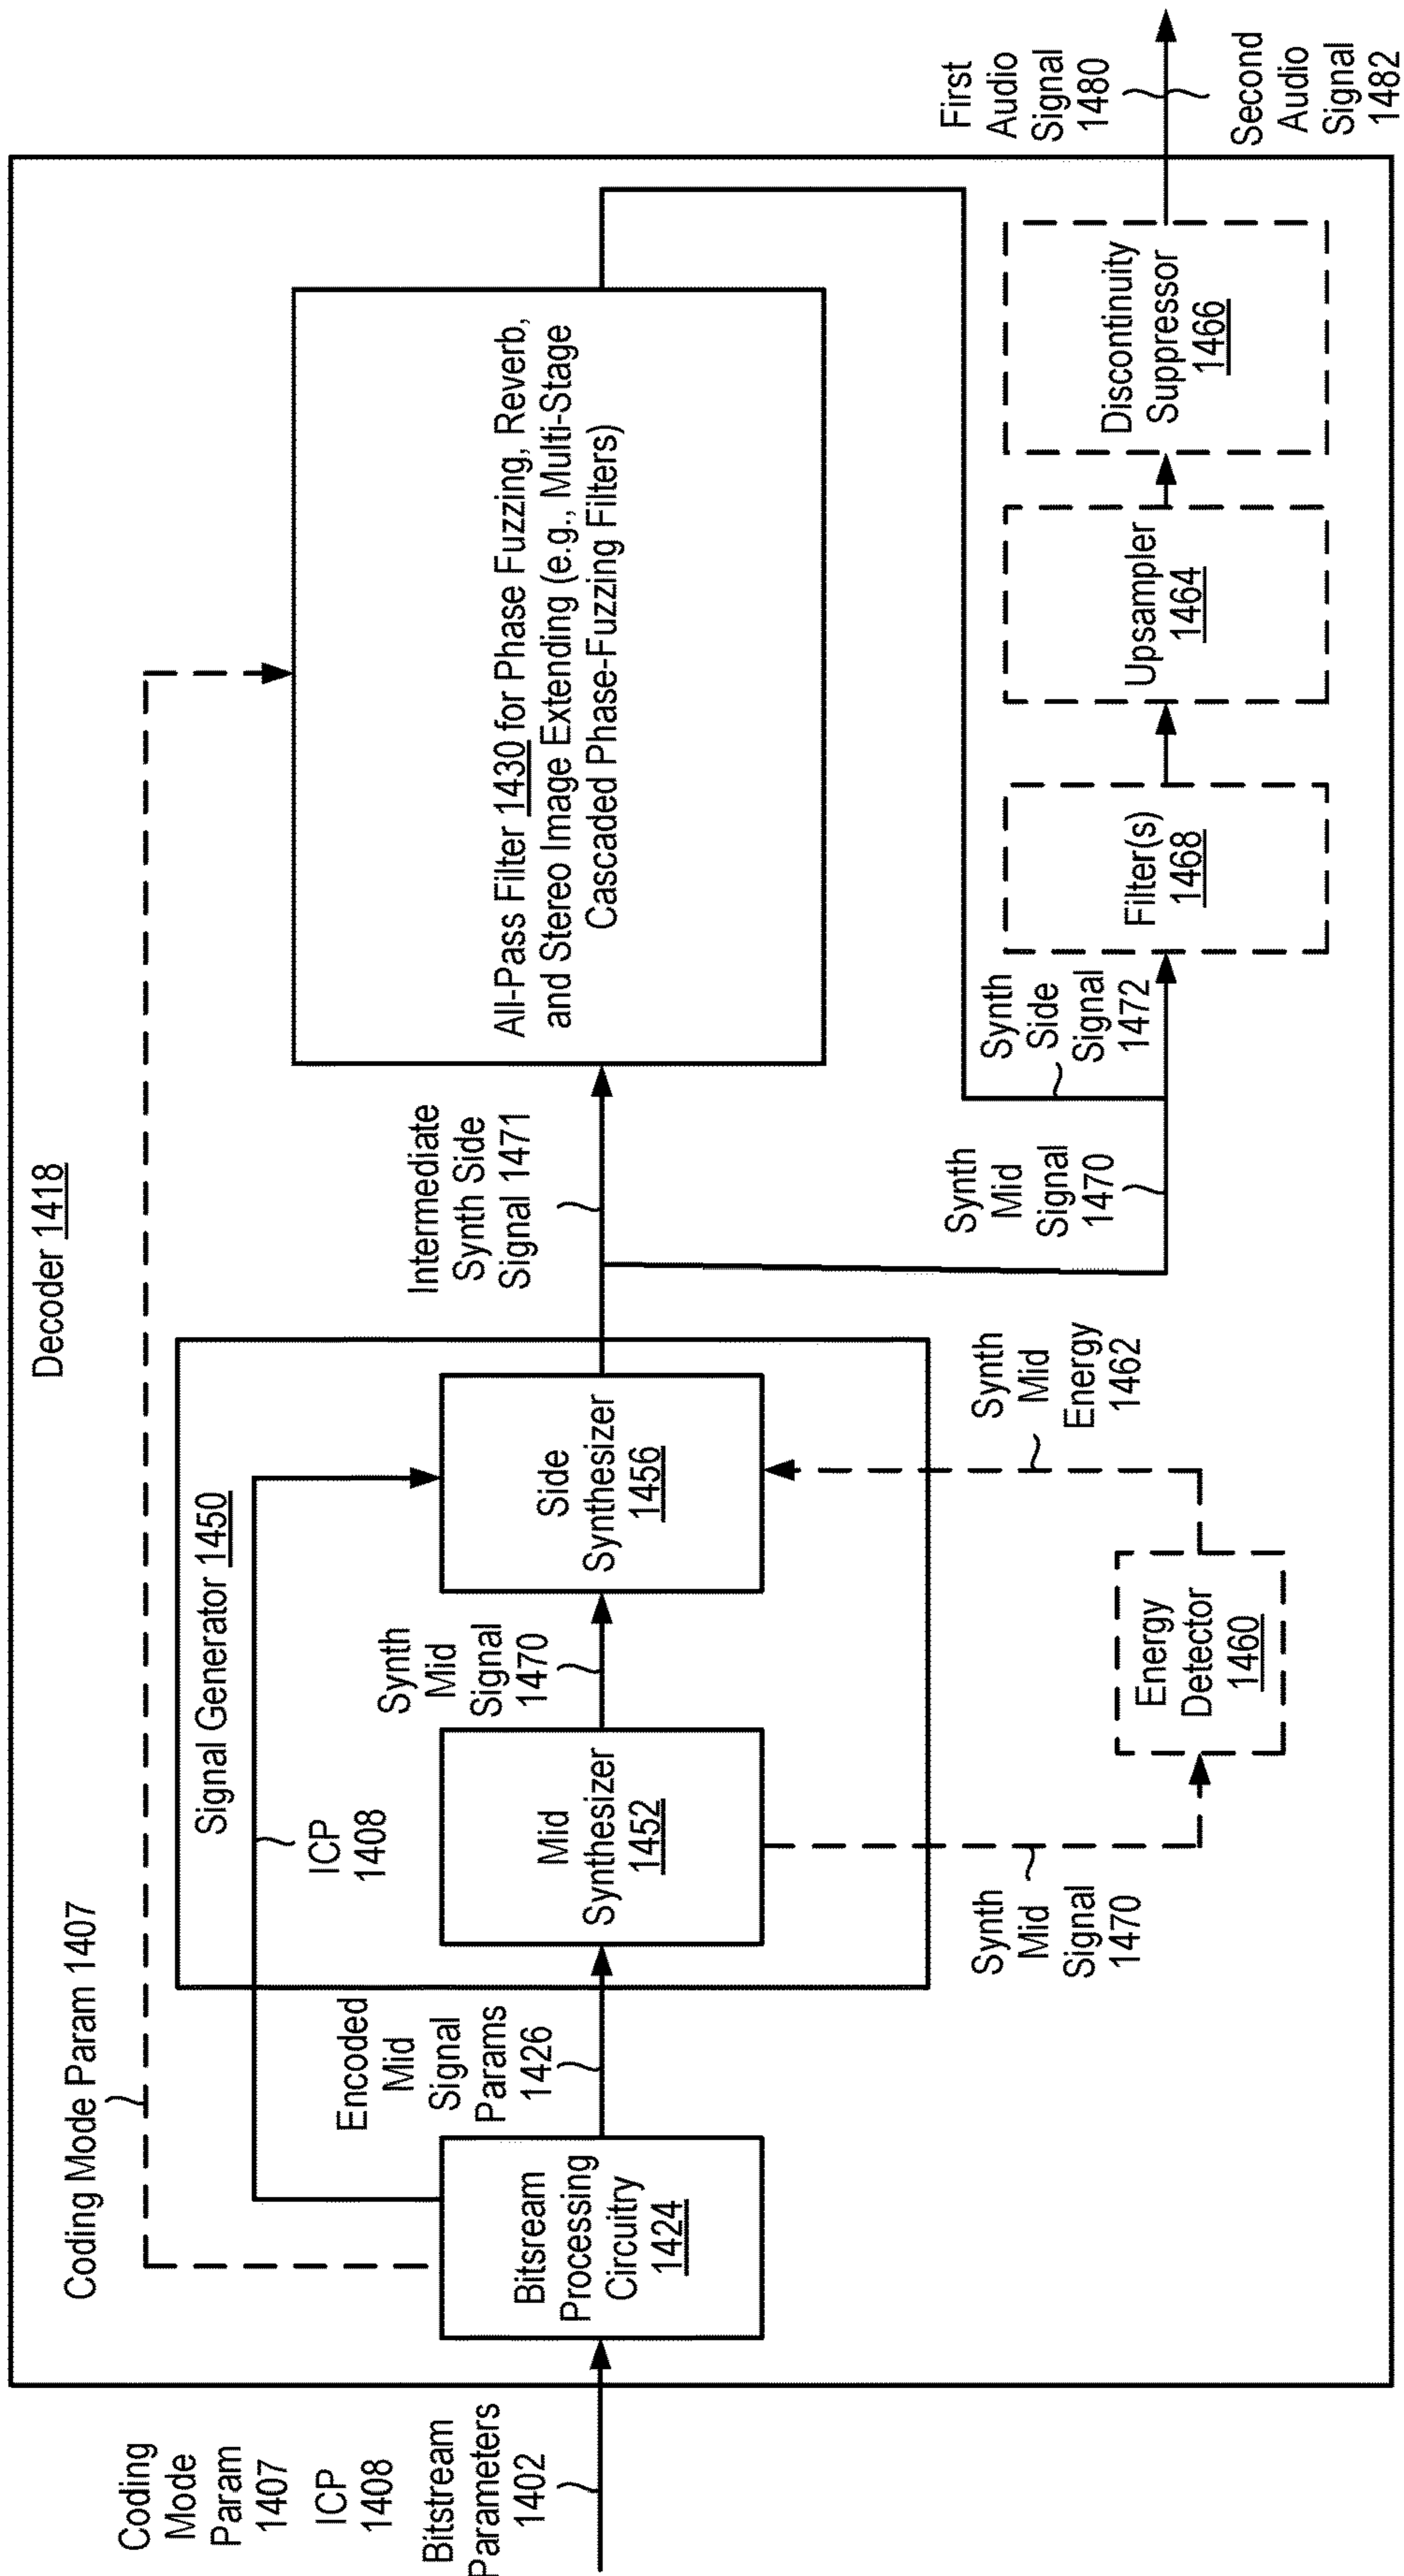 Decoder 1418
Coding
Mode
Param
1407
ICP
1408
Bitstream
Parameters
1402
Coding Mode Param 1407
Bitsream
Processing
Circuitry
1424
Encoded
Mid
Signal
Params
1426
Signal Generator 1450
ICP
1408
Mid
Synthesizer
1452
Synth
Mid
Signal
1470
Side
Synthesizer
1456
Synth
Mid
Signal
1470
Energy
Detector
1460
Synth
Mid
Energy
1462
Intermediate
Synth Side
Signal 1471
All-Pass Filter 1430 for Phase Fuzzing, Reverb,
and Stereo Image Extending (e.g., Multi-Stage
Cascaded Phase-Fuzzing Filters)
Synth
Mid
Signal
1470
Synth
Side
Signal
1472
Filter(s)
1468
Upsampler
1464
Discontinuity
Suppressor
1466
First
Audio
Signal
1480
Second
Audio
Signal
1482